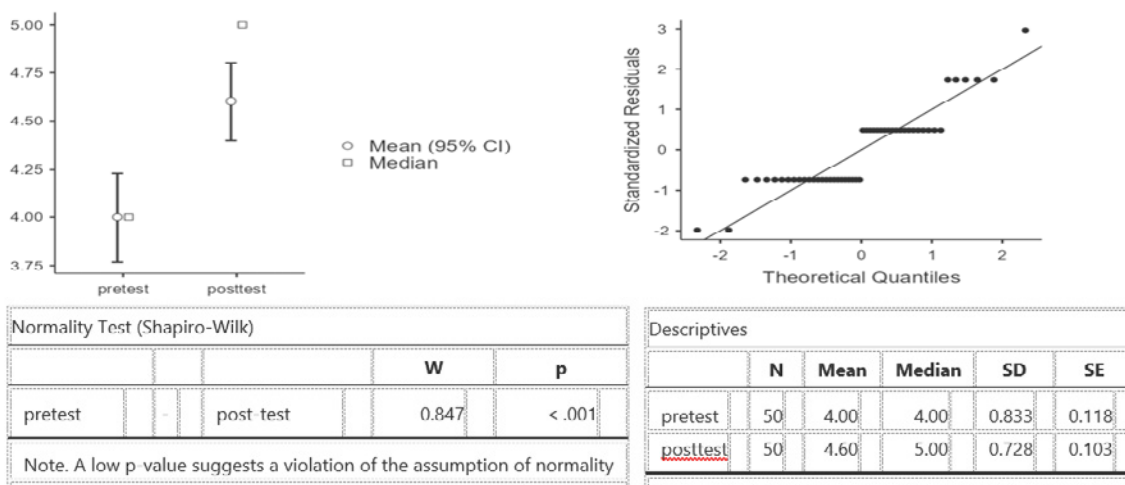 5.00
4.75
4.50
4.25
4.00
3.75
pretest posttest
Mean (95% CI)
Median
Standardized Residuals
3
2
1
0
-1
-2
-2 -1 0 1 2
Theoretical Quantiles
Normality Test (Shapiro-Wilk)
W p
pretest - post-test 0.847 < .001
Note. A low p-value suggests a violation of the assumption of normality
Descriptives
N Mean Median SD SE
pretest 50 4.00 4.00 0.833 0.118
posttest 50 4.60 5.00 0.728 0.103